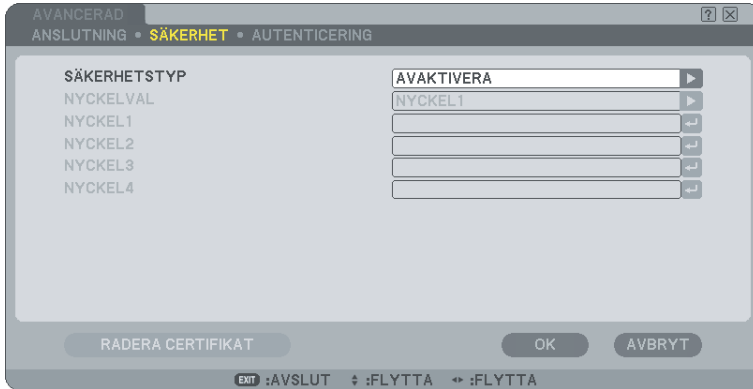 AVANCERAD
ANSLUTNING • SÄKERHET • AUTENTICERING
SÄKERHETSTYP AVAKTIVERA
NYCKELVAL NYCKEL1
NYCKEL1
NYCKEL2
NYCKEL3
NYCKEL4
RADERA CERTIFIKAT OK AVBRYT
EXIT :AVSLUT :FLYTTA :FLYTTA